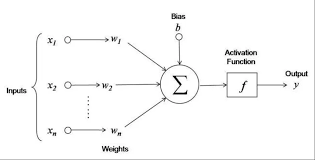 Bias
b
x1 w1
Activation
Function
Inputs x2 w2 Σ f Output
y
xn wn
Weights